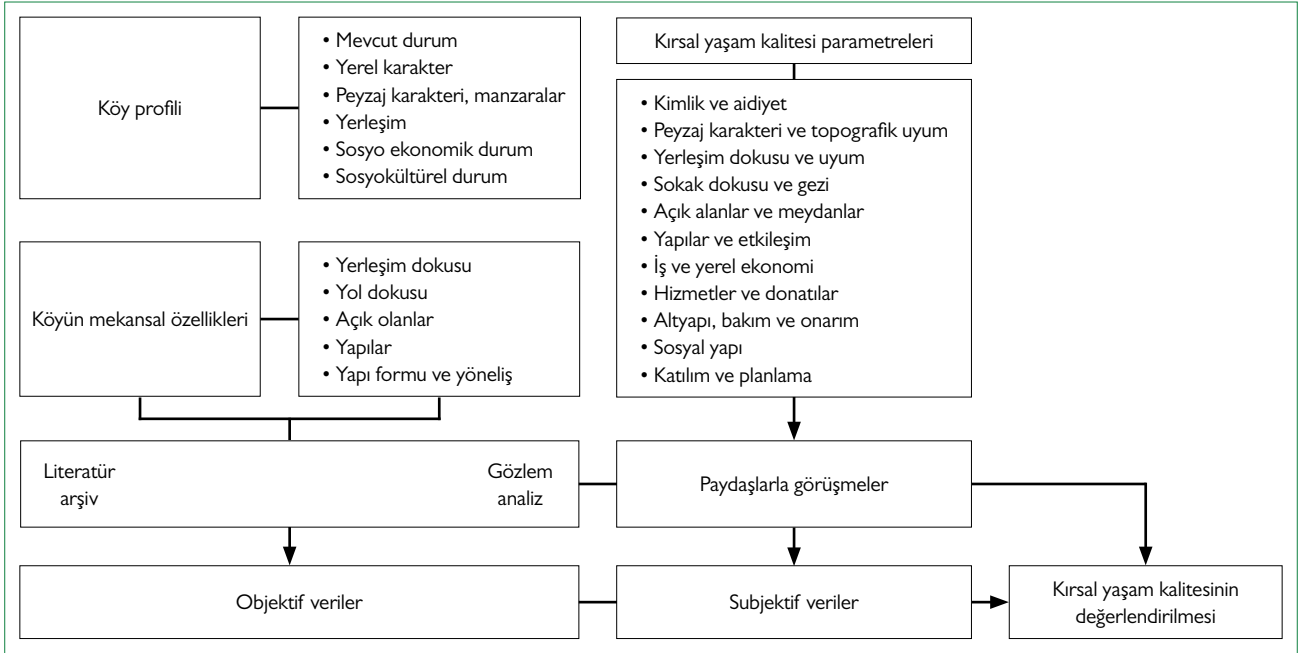 Köy profili
• Mevcut durum
• Yerel karakter
• Peyzaj karakteri, manzaralar
• Yerleşim
• Sosyo ekonomik durum
• Sosyokültürel durum
Köyün mekansal özellikleri
• Yerleşim dokusu
• Yol dokusu
• Açık olanlar
• Yapılar
• Yapı formu ve yöneliş
Kırsal yaşam kalitesi parametreleri
• Kimlik ve aidiyet
• Peyzaj karakteri ve topografik uyum
• Yerleşim dokusu ve uyum
• Sokak dokusu ve gezi
• Açık alanlar ve meydanlar
• Yapılar ve etkileşim
• İş ve yerel ekonomi
• Hizmetler ve donatılar
• Altyapı, bakım ve onarım
• Sosyal yapı
• Katılım ve planlama
Literatür
arşiv
Gözlem
analiz
Paydaşlarla görüşmeler
Objektif veriler
Subjektif veriler
Kırsal yaşam kalitesinin
değerlendirilmesi